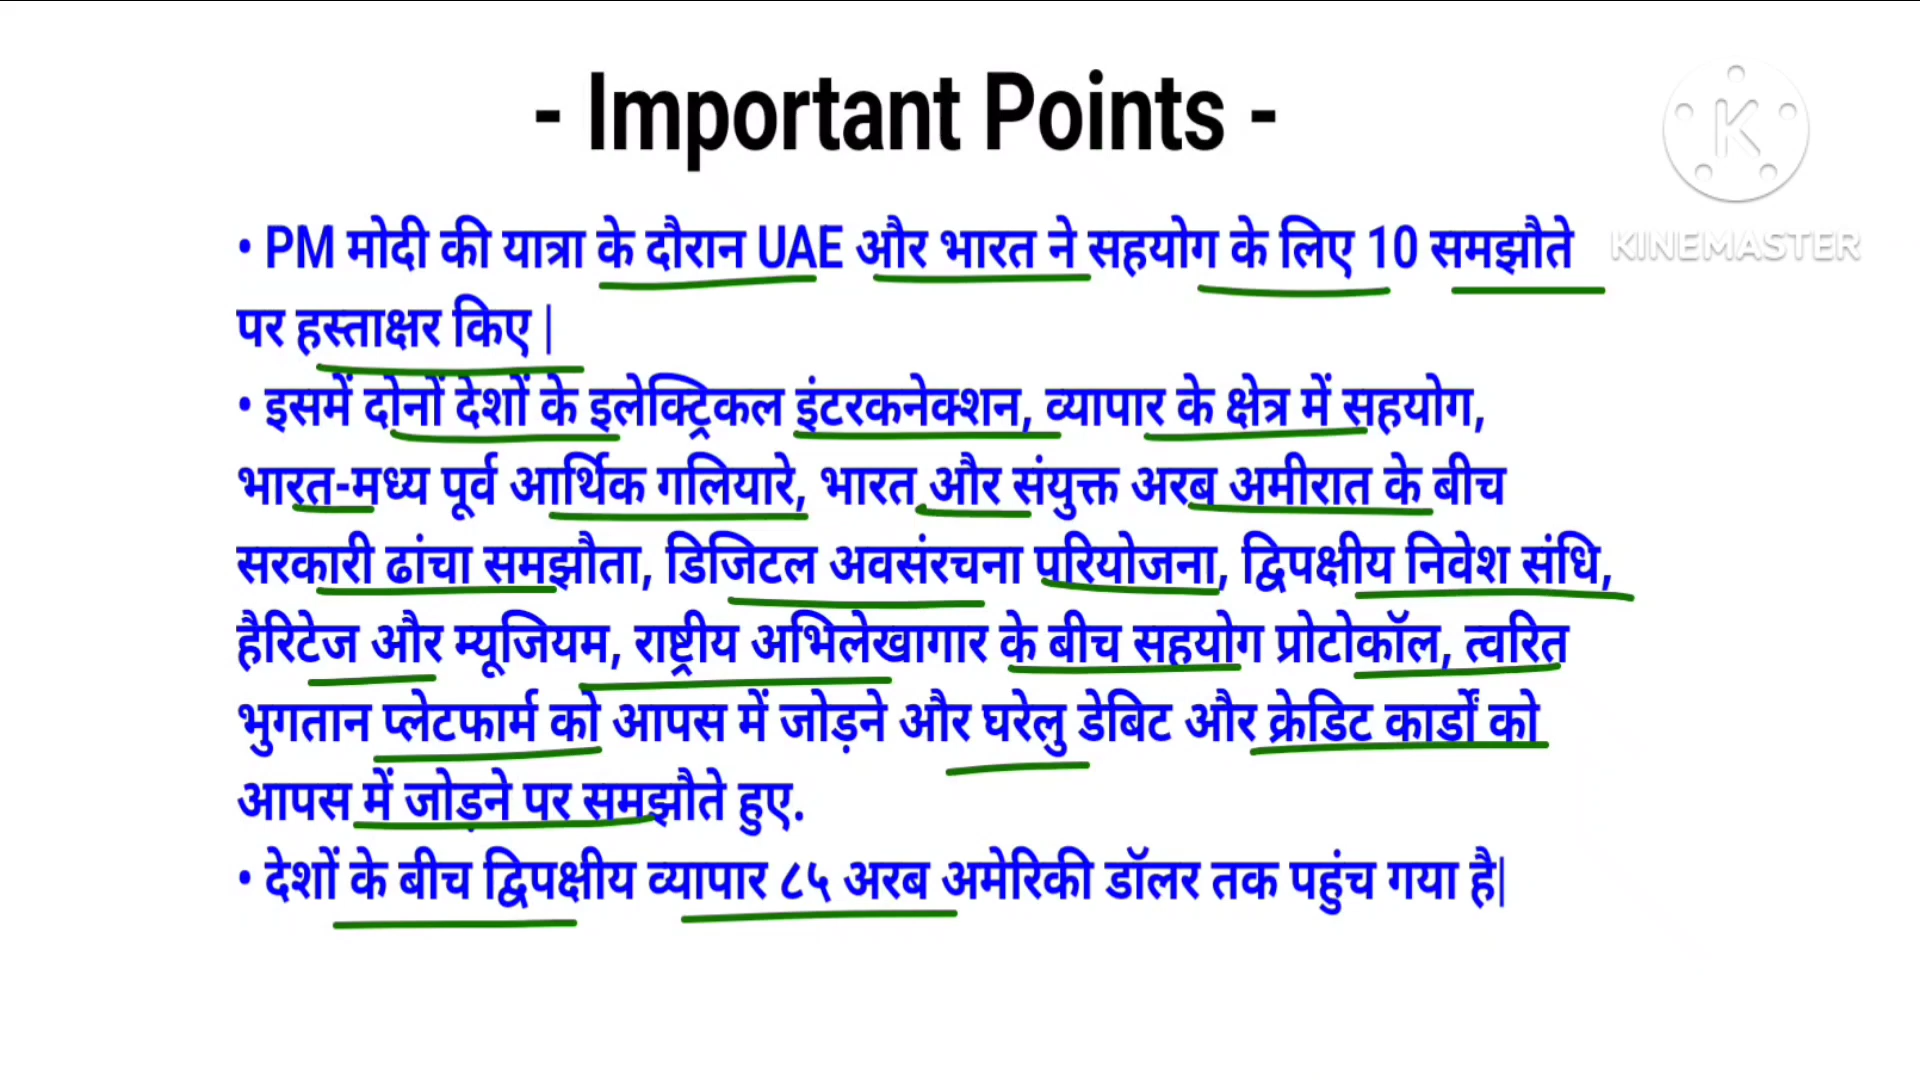 - Important Points -
KINEMASTER
• PM मोदी की यात्रा के दौरान UAE और भारत ने सहयोग के लिए 10 समझौते
पर हस्ताक्षर किए |
• इसमें दोनों देशों के इलेक्ट्रिकल इंटरकनेक्शन, व्यापार के क्षेत्र में सहयोग,
भारत-मध्य पूर्व आर्थिक गलियारे, भारत और संयुक्त अरब अमीरात के बीच
सरकारी ढांचा समझौता, डिजिटल अवसंरचना परियोजना, द्विपक्षीय निवेश संधि,
हैरिटेज और म्यूजियम, राष्ट्रीय अभिलेखागार के बीच सहयोग प्रोटोकॉल, त्वरित
भुगतान प्लेटफार्म को आपस में जोड़ने और घरेलु डेबिट और क्रेडिट कार्डों को
आपस में जोड़ने पर समझौते हुए.
• देशों के बीच द्विपक्षीय व्यापार ८५ अरब अमेरिकी डॉलर तक पहुंच गया है|